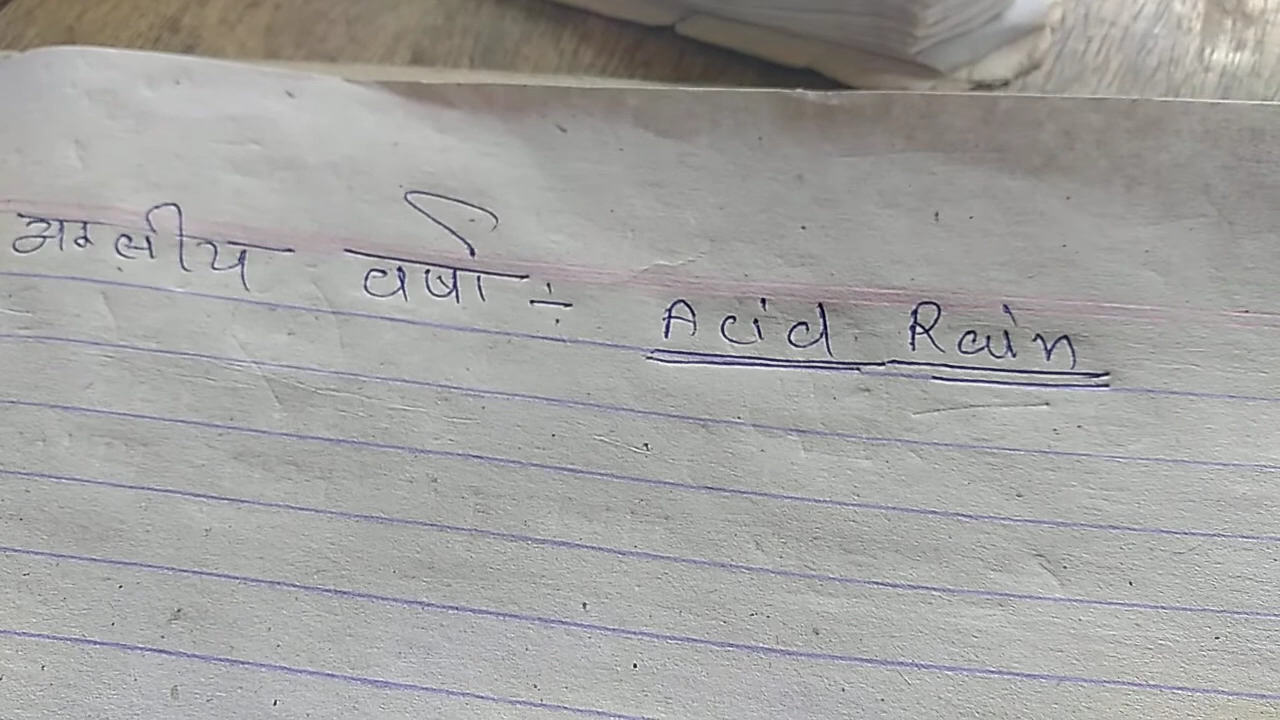 अम्लीय वर्षा :- Acid Rain